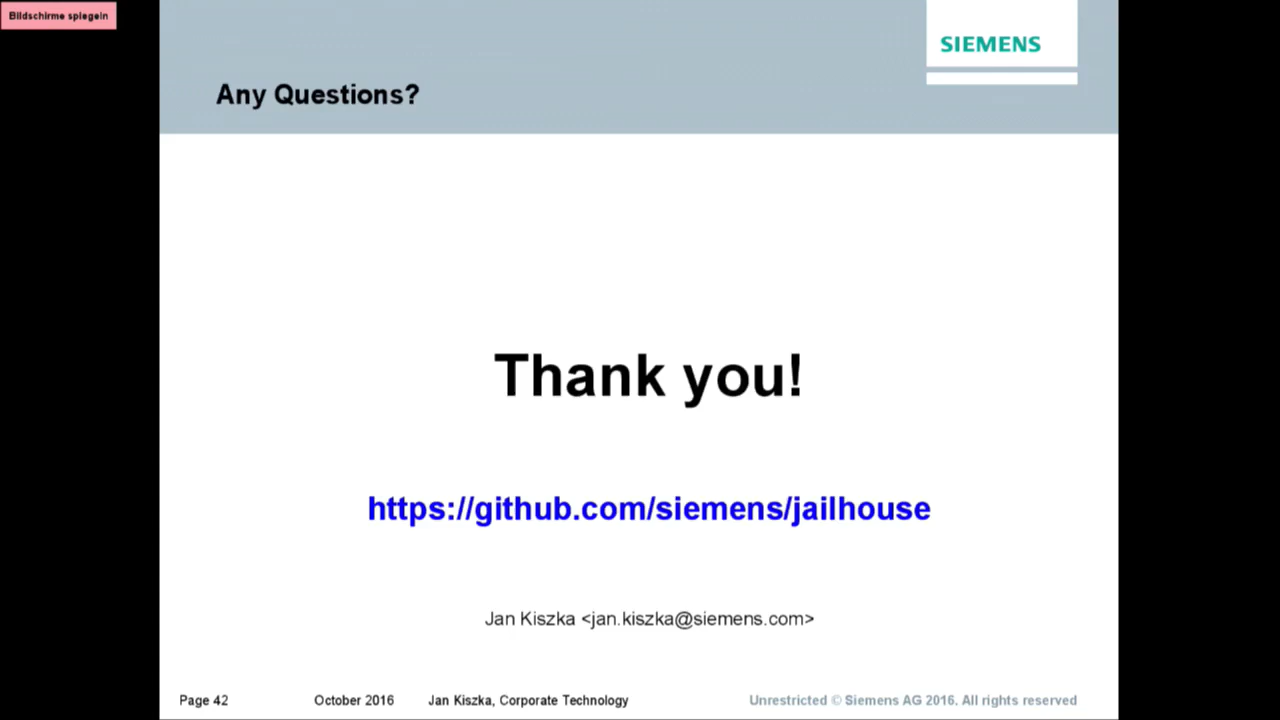 Bildschirme spiegeln
SIEMENS
Any Questions?
Thank you!
https://github.com/siemens/jailhouse
Jan Kiszka <jan.kiszka@siemens.com>
Page 42 October 2016 Jan Kiszka, Corporate Technology Unrestricted © Siemens AG 2016. All rights reserved